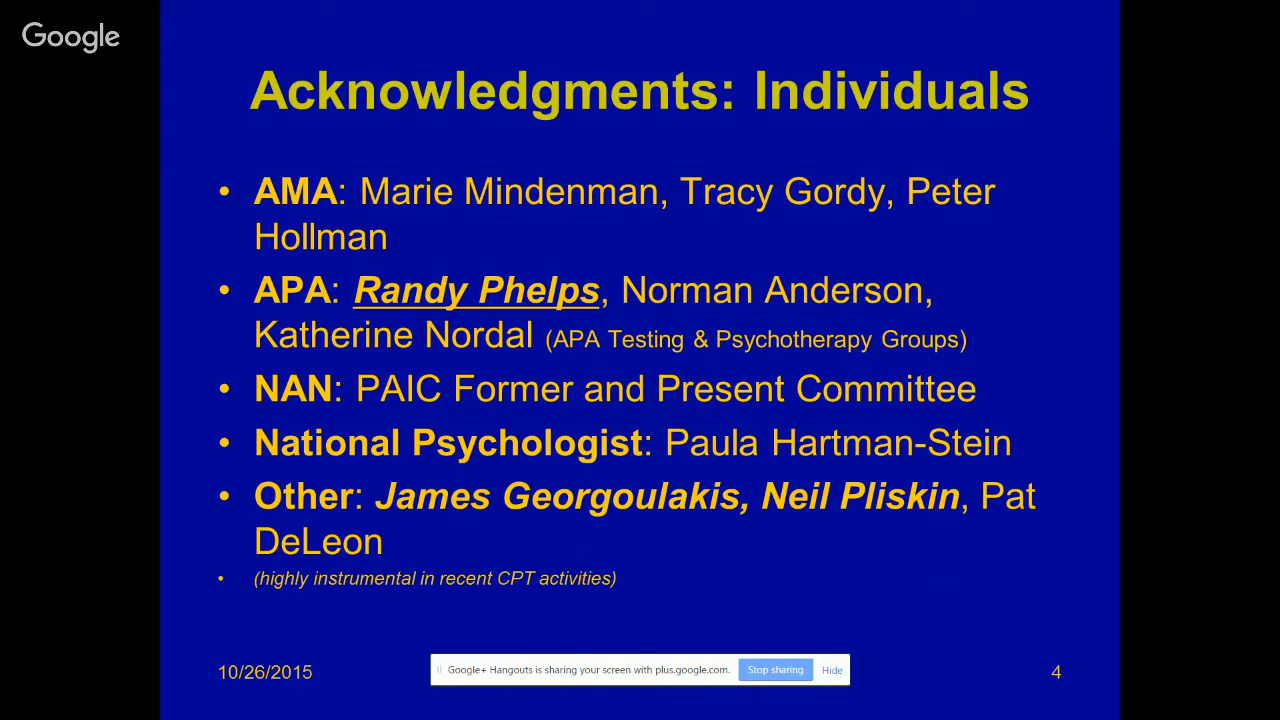 Google
Acknowledgments: Individuals
• AMA: Marie Mindenman, Tracy Gordy, Peter
Hollman
• APA: Randy Phelps, Norman Anderson,
Katherine Nordal (APA Testing & Psychotherapy Groups)
• NAN: PAIC Former and Present Committee
• National Psychologist: Paula Hartman-Stein
• Other: James Georgoulakis, Neil Pliskin, Pat
DeLeon
• (highly instrumental in recent CPT activities)
10/26/2015
Google+ Hangouts is sharing your screen with plus.google.com. Stop sharing Hide
4